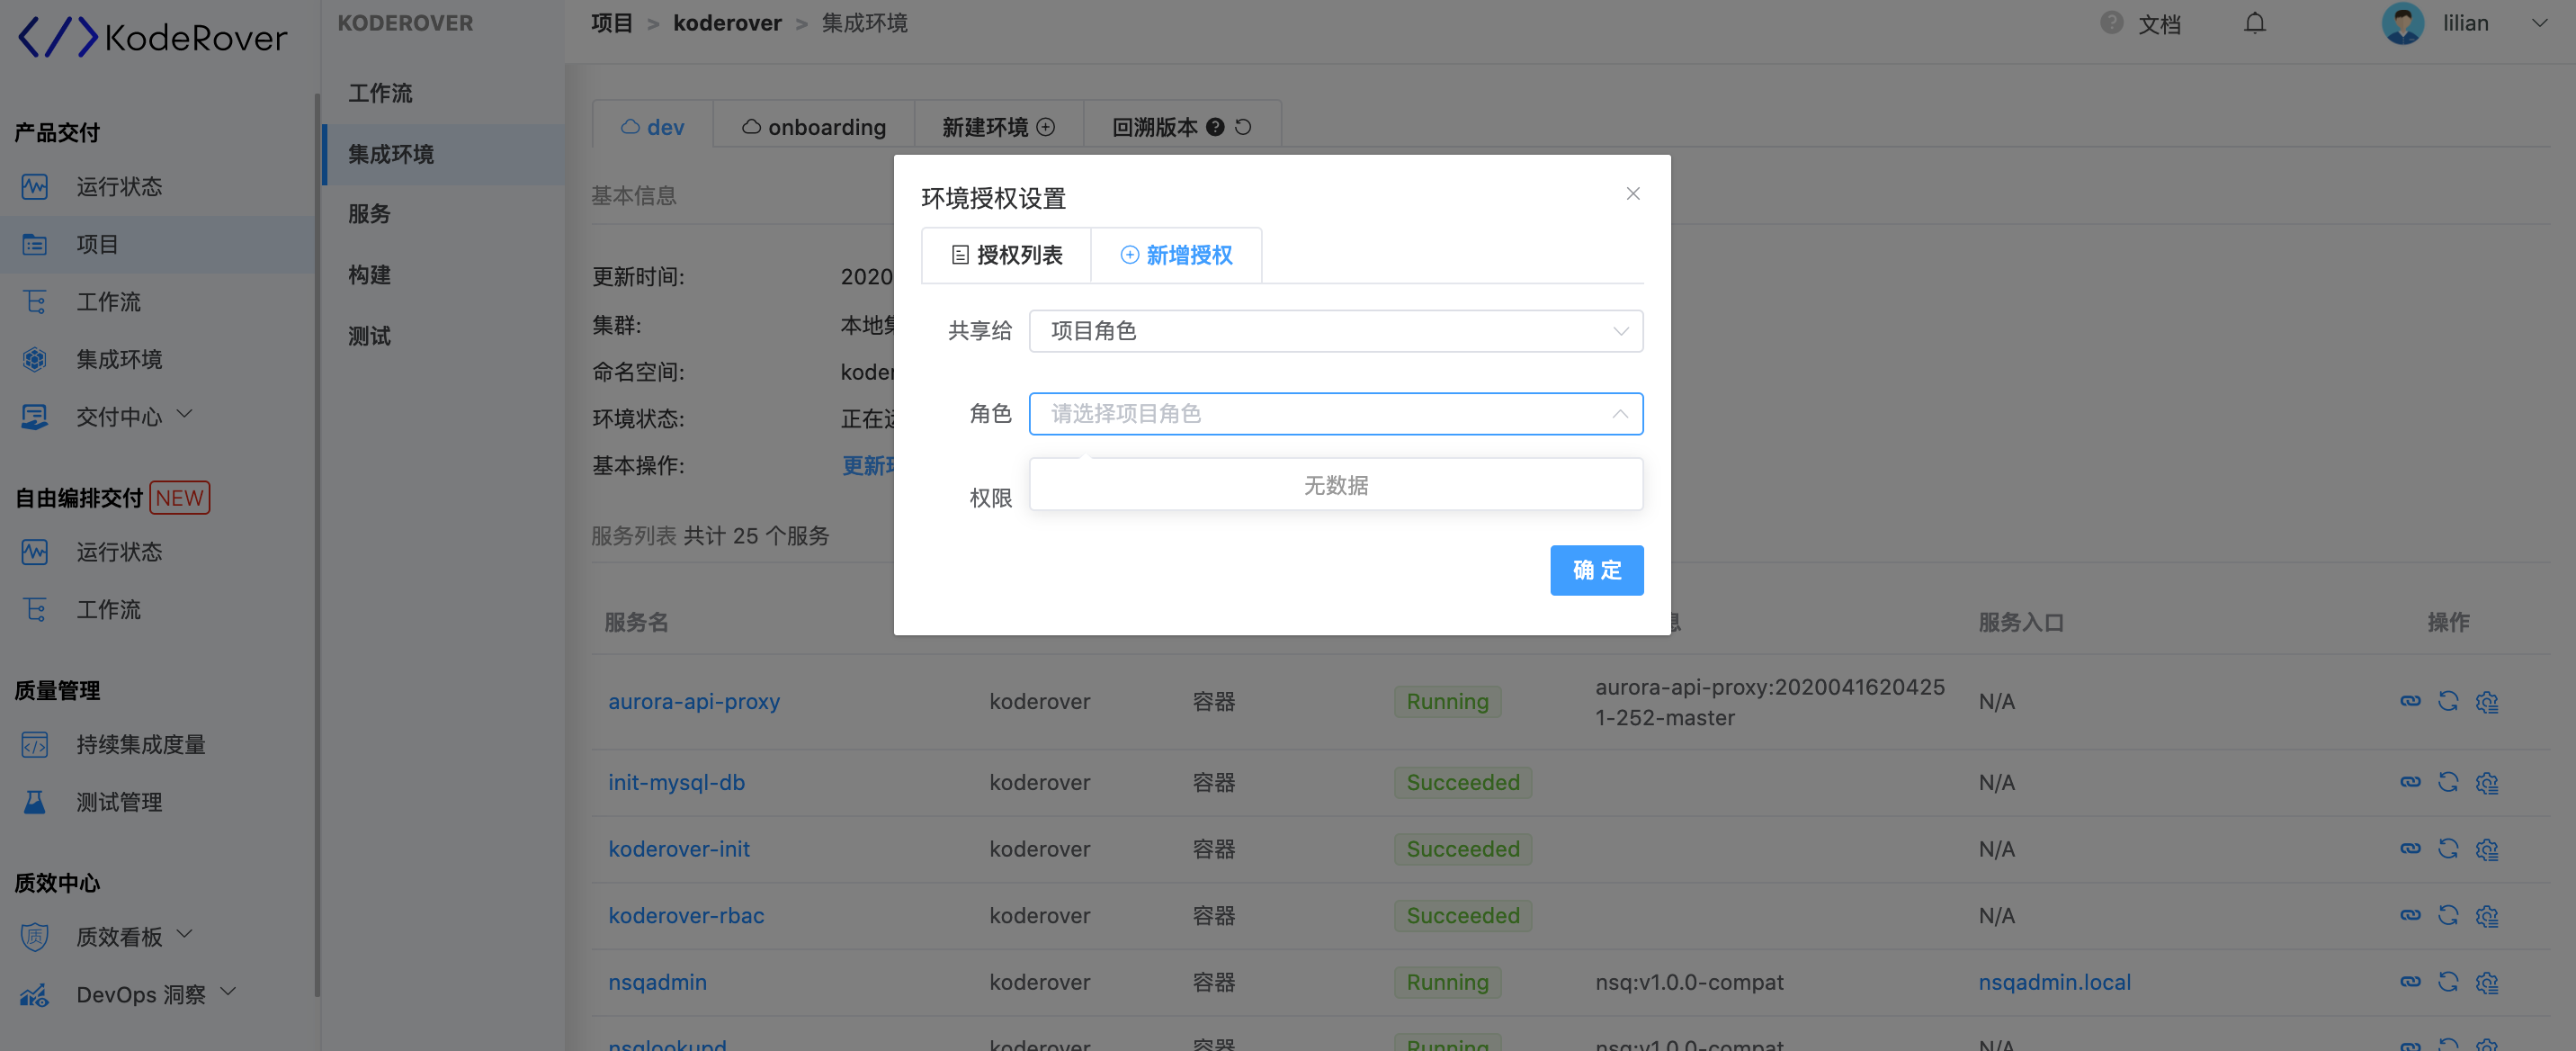 KodeRover
产品交付
运行状态
项目
工作流
集成环境
交付中心
自由编排交付 NEW
运行状态
工作流
质量管理
持续集成度量
测试管理
质效中心
质
质效看板
DevOps 洞察
KODEROVER
工作流
集成环境
服务
构建
测试
项目 > koderover > 集成环境
? 文档
lilian
dev
onboarding
新建环境
回溯版本 ?
基本信息
更新时间: 2020
集群: 本地
命名空间: koder
环境状态: 正在
基本操作: 更新
服务列表 共计 25 个服务
环境授权设置
授权列表
新增授权
共享给 项目角色
角色 请选择项目角色
无数据
权限
确 定
服务名 息 服务入口 操作
aurora-api-proxy koderover 容器 Running aurora-api-proxy:2020041620425
1-252-master N/A
init-mysql-db koderover 容器 Succeeded N/A
koderover-init koderover 容器 Succeeded N/A
koderover-rbac koderover 容器 Succeeded N/A
nsqadmin koderover 容器 Running nsq:v1.0.0-compat nsqadmin.local
nsqlookupd koderover 容器 Running nsq:v1.0.0-compat N/A